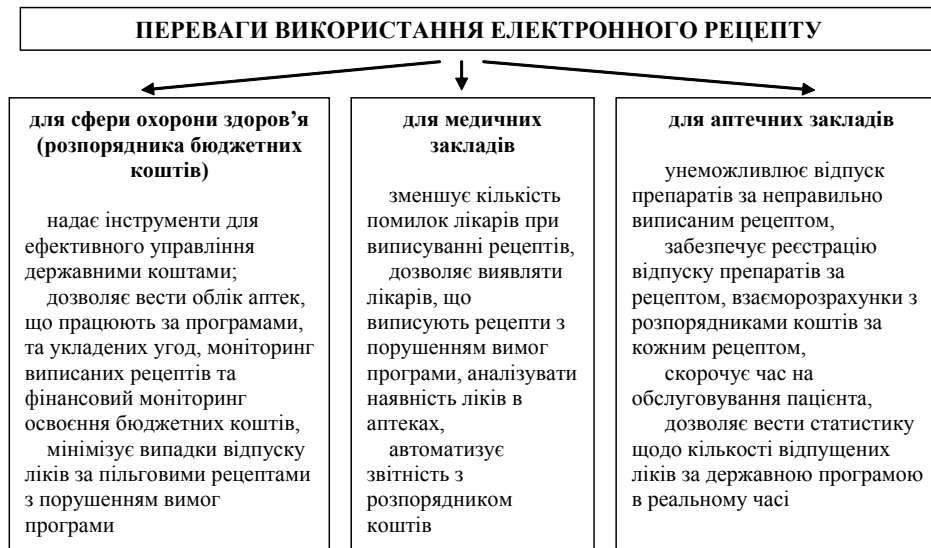 ПЕРЕВАГИ ВИКОРИСТАННЯ ЕЛЕКТРОННОГО РЕЦЕПТУ
для сфери охорони здоров’я
(розпорядника бюджетних
коштів)
надає інструменти для
ефективного управління
державними коштами;
дозволяє вести облік аптек,
що працюють за програмами,
та укладених угод, моніторинг
виписаних рецептів та
фінансовий моніторинг
освоєння бюджетних коштів,
мінімізує випадки відпуску
ліків за пільговими рецептами
з порушенням вимог
програми
для медичних
закладів
зменшує кількість
помилок лікарів при
виписуванні рецептів,
дозволяє виявляти
лікарів, що
виписують рецепти з
порушенням вимог
програми, аналізувати
наявність ліків в
аптеках,
автоматизує
звітність з
розпорядником
коштів
для аптечних закладів
унеможливлює відпуск
препаратів за неправильно
виписаним рецептом,
забезпечує реєстрацію
відпуску препаратів за
рецептом, взаєморозрахунки з
розпорядниками коштів за
кожним рецептом,
скорочує час на
обслуговування пацієнта,
дозволяє вести статистику
щодо кількості відпущених
ліків за державною програмою
в реальному часі